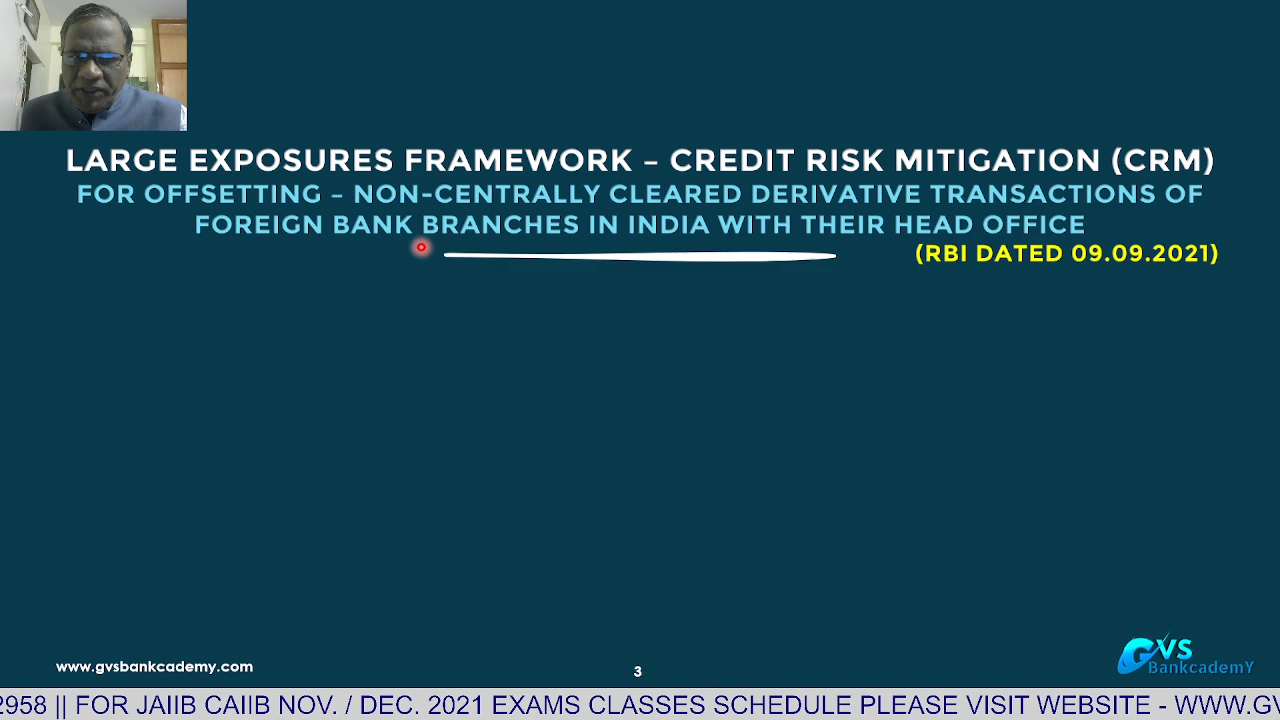 LARGE EXPOSURES FRAMEWORK – CREDIT RISK MITIGATION (CRM)
FOR OFFSETTING – NON-CENTRALLY CLEARED DERIVATIVE TRANSACTIONS OF
FOREIGN BANK BRANCHES IN INDIA WITH THEIR HEAD OFFICE
(RBI DATED 09.09.2021)
www.gvsbankcademy.com
3
GVS
BankcademY
2958 || FOR JAIIB CAIIB NOV. / DEC. 2021 EXAMS CLASSES SCHEDULE PLEASE VISIT WEBSITE - WWW.GV